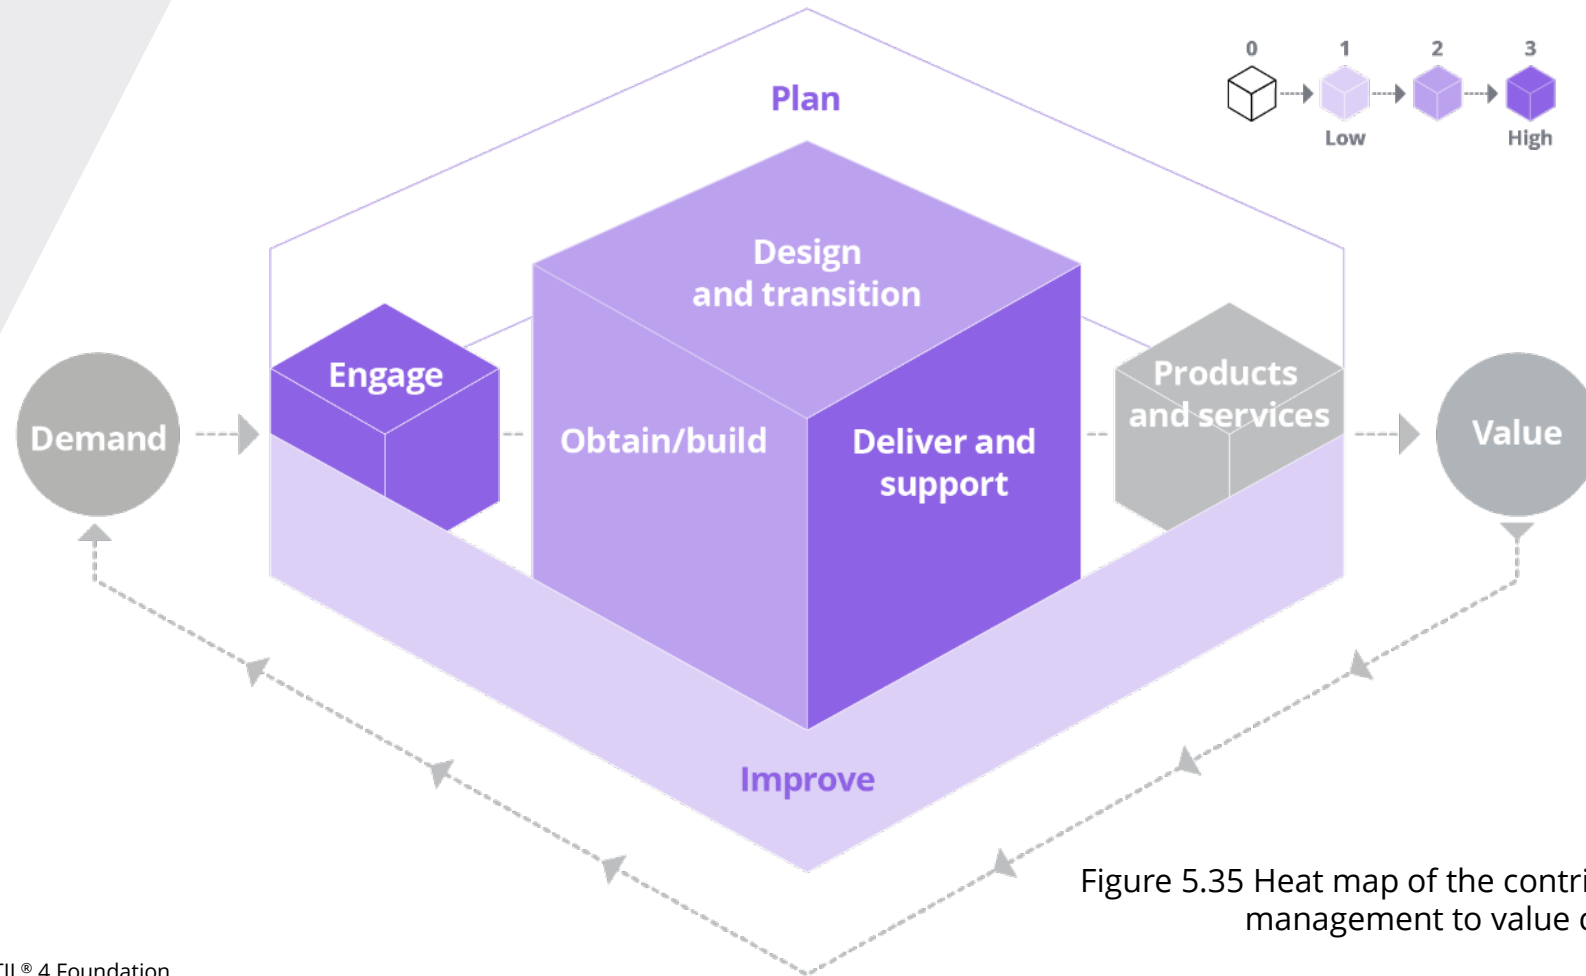 0 1 2 3
Low High
Plan
Design
and transition
Engage
Products
and services
Demand
Obtain/build
Deliver and
support
Value
Improve
Figure 5.35 Heat map of the
management to value
® 4 Foundation